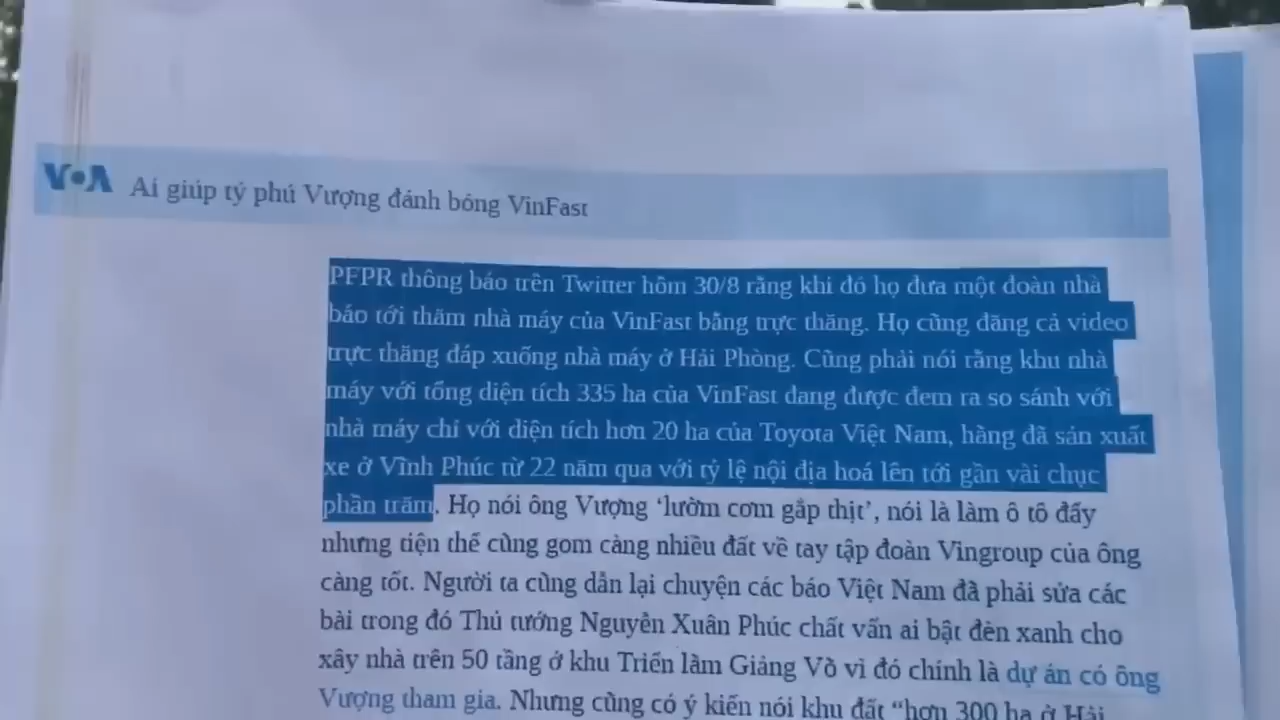 VOA Ai giúp tỷ phú Vượng đánh bóng VinFast
PFPR thông báo trên Twitter hôm 30/8 rằng khi đó họ đưa một đoàn nhà
báo tới thăm nhà máy của VinFast bằng trực thăng. Họ cũng đăng cả video
trực thăng đáp xuống nhà máy ở Hải Phòng. Cũng phải nói rằng khu nhà
máy với tổng diện tích 335 ha của VinFast đang được đem ra so sánh với
nhà máy chỉ với diện tích hơn 20 ha của Toyota Việt Nam, hãng đã sản xuất
xe ở Vĩnh Phúc từ 22 năm qua với tỷ lệ nội địa hoá lên tới gần vài chục
phần trăm. Họ nói ông Vượng ‘lườm cơm gắp thịt’, nói là làm ô tô đấy
nhưng tiện thể cũng gom càng nhiều đất về tay tập đoàn Vingroup của ông
càng tốt. Người ta cũng dẫn lại chuyện các báo Việt Nam đã phải sửa các
bài trong đó Thủ tướng Nguyễn Xuân Phúc chất vấn ai bật đèn xanh cho
xây nhà trên 50 tầng ở khu Triển lãm Giảng Võ vì đó chính là dự án có ông
Vượng tham gia. Nhưng cũng có ý kiến nói khu đất “hơn 300 ha ở Hải